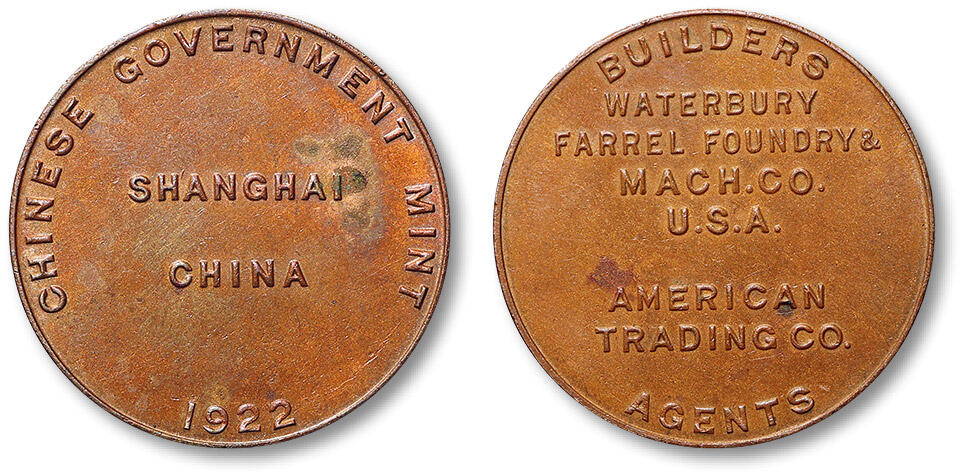 CHINESE GOVERNMENT MINT
SHANGHAI
CHINA
1922
BUILDERS
WATERBURY
FARREL FOUNDRY &
MACH.CO.
U.S.A.
AMERICAN
TRADING CO.
AGENTS